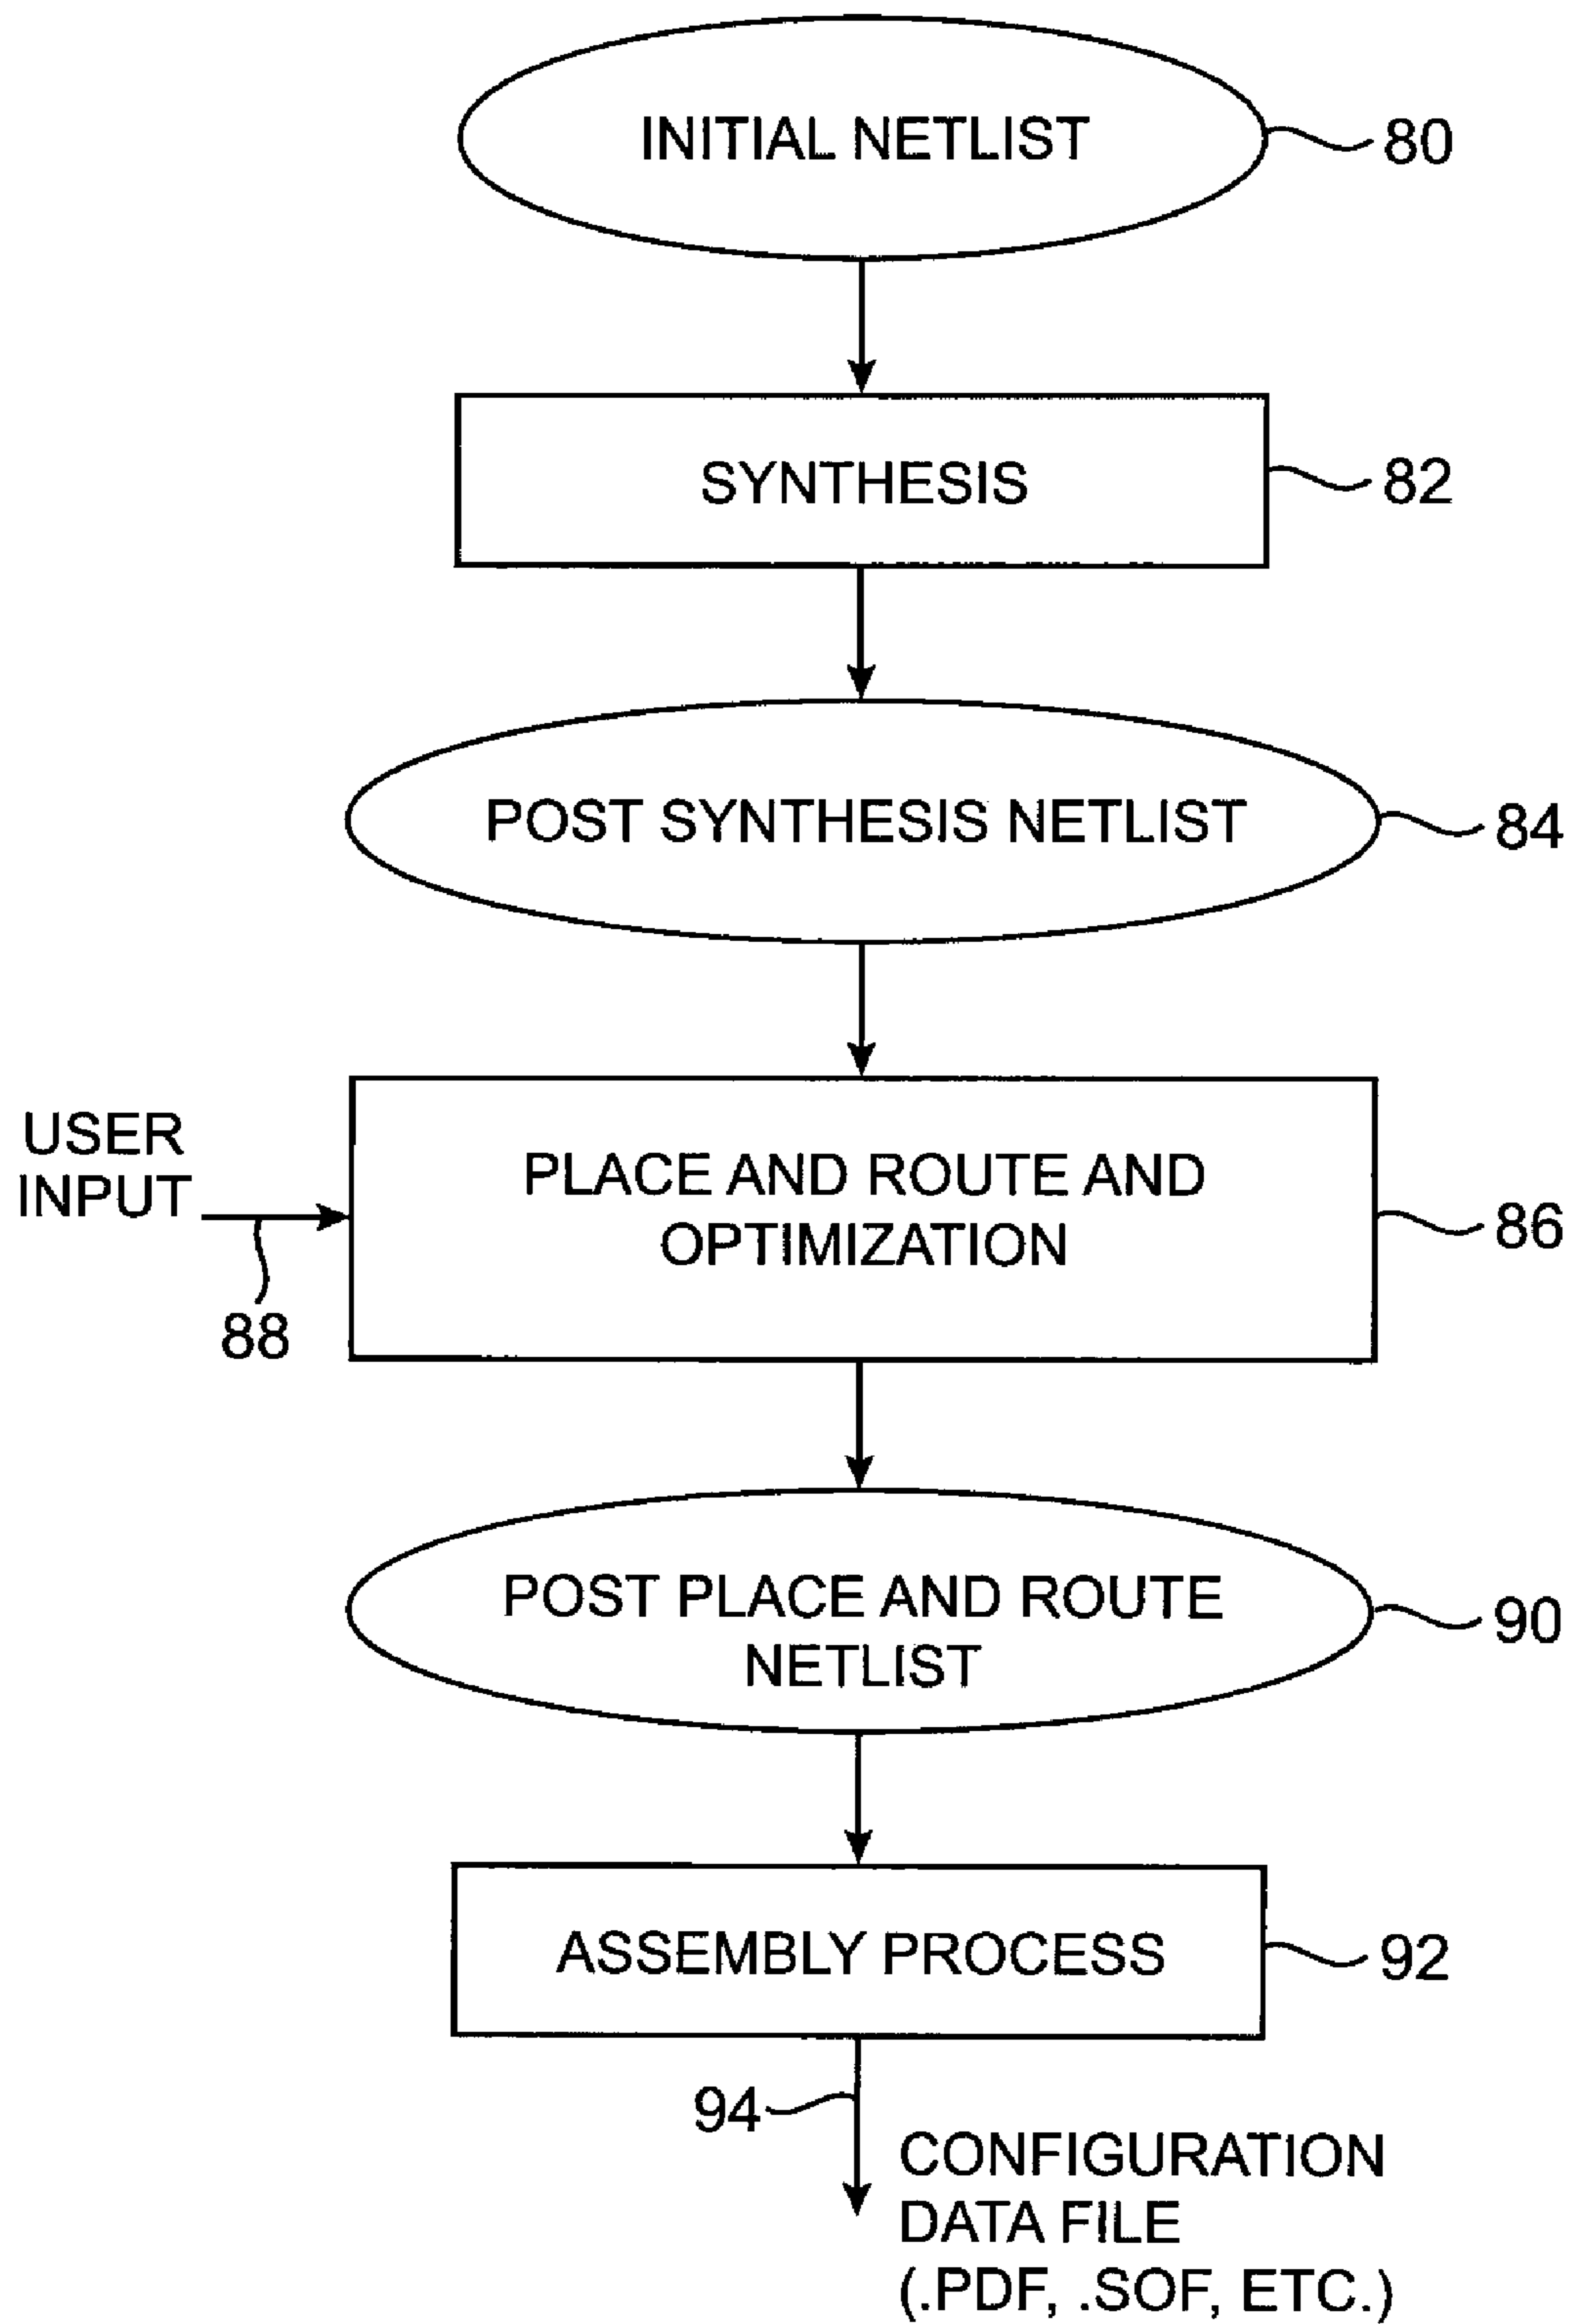 INITIAL NETLIST
80
SYNTHESIS
82
POST SYNTHESIS NETLIST
84
USER
INPUT
88
PLACE AND ROUTE AND
OPTIMIZATION
86
POST PLACE AND ROUTE
NETLIST
90
ASSEMBLY PROCESS
92
94
CONFIGURATION
DATA FILE
(.PDF, .SOF, ETC.)